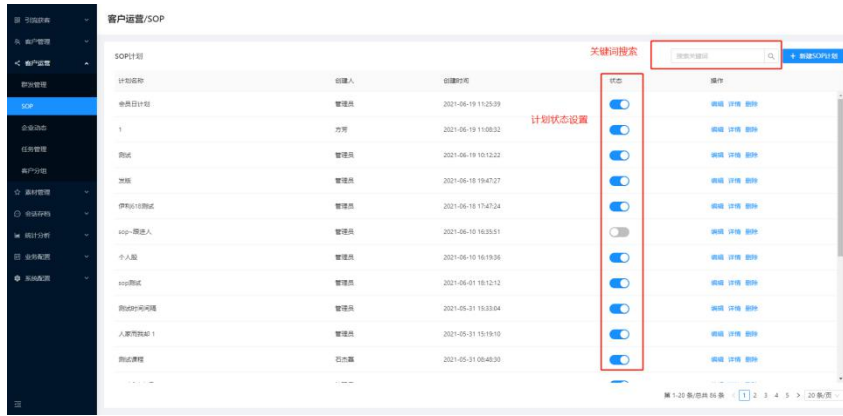 引流获客
客户运营/SOP
客户管理
客户运营
SOP计划
关键词搜索
搜索关键词
+ 新建SOP计划
群发管理
计划名称 创建人 创建时间 状态 操作
SOP
会员日计划 管理员 2021-06-19 11:25:39 编辑 详情 删除
企业动态
计划状态设置
1 方芳 2021-06-19 11:08:32 编辑 详情 删除
任务管理
测试 管理员 2021-06-19 10:12:22 编辑 详情 删除
客户分组
发版 管理员 2021-06-18 19:47:27 编辑 详情 删除
素材管理
会话存档
伊利618测试 管理员 2021-06-18 17:47:24 编辑 详情 删除
统计分析
sop-跟进人 管理员 2021-06-10 16:35:51 编辑 详情 删除
业务配置
个人版 管理员 2021-06-10 16:19:36 编辑 详情 删除
系统配置
sop测试 管理员 2021-06-01 18:12:12 编辑 详情 删除
测试时间间隔 管理员 2021-05-31 15:33:04 编辑 详情 删除
人家而我却 1 管理员 2021-05-31 15:19:10 编辑 详情 删除
测试课程 2021-05-31 08:48:30 编辑 详情 删除
第 1-20 条/总共 86 条 < 1 2 3 4 5 > 20 条/页